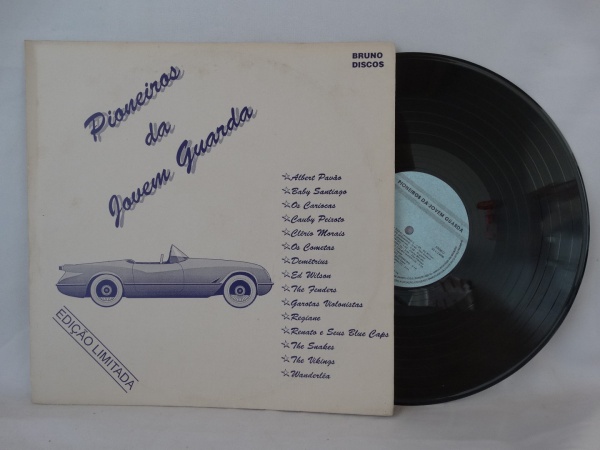 Pioneiros
da
Jovem Guarda
BRUNO
DISCOS
☆Albert Pavão
☆Baby Santiago
☆Os Cariocas
☆Cauby Peixoto
☆Clério Morais
☆Os Cometas
☆Demétrius
☆Ed Wilson
☆The Fenders
☆Garotas Violonistas
☆Regiane
☆Renato e Seus Blue Caps
☆The Snakes
☆The Vikings
☆Wanderléa
EDIÇÃO LIMITADA
PIONEIROS DA JOVEM GUARDA